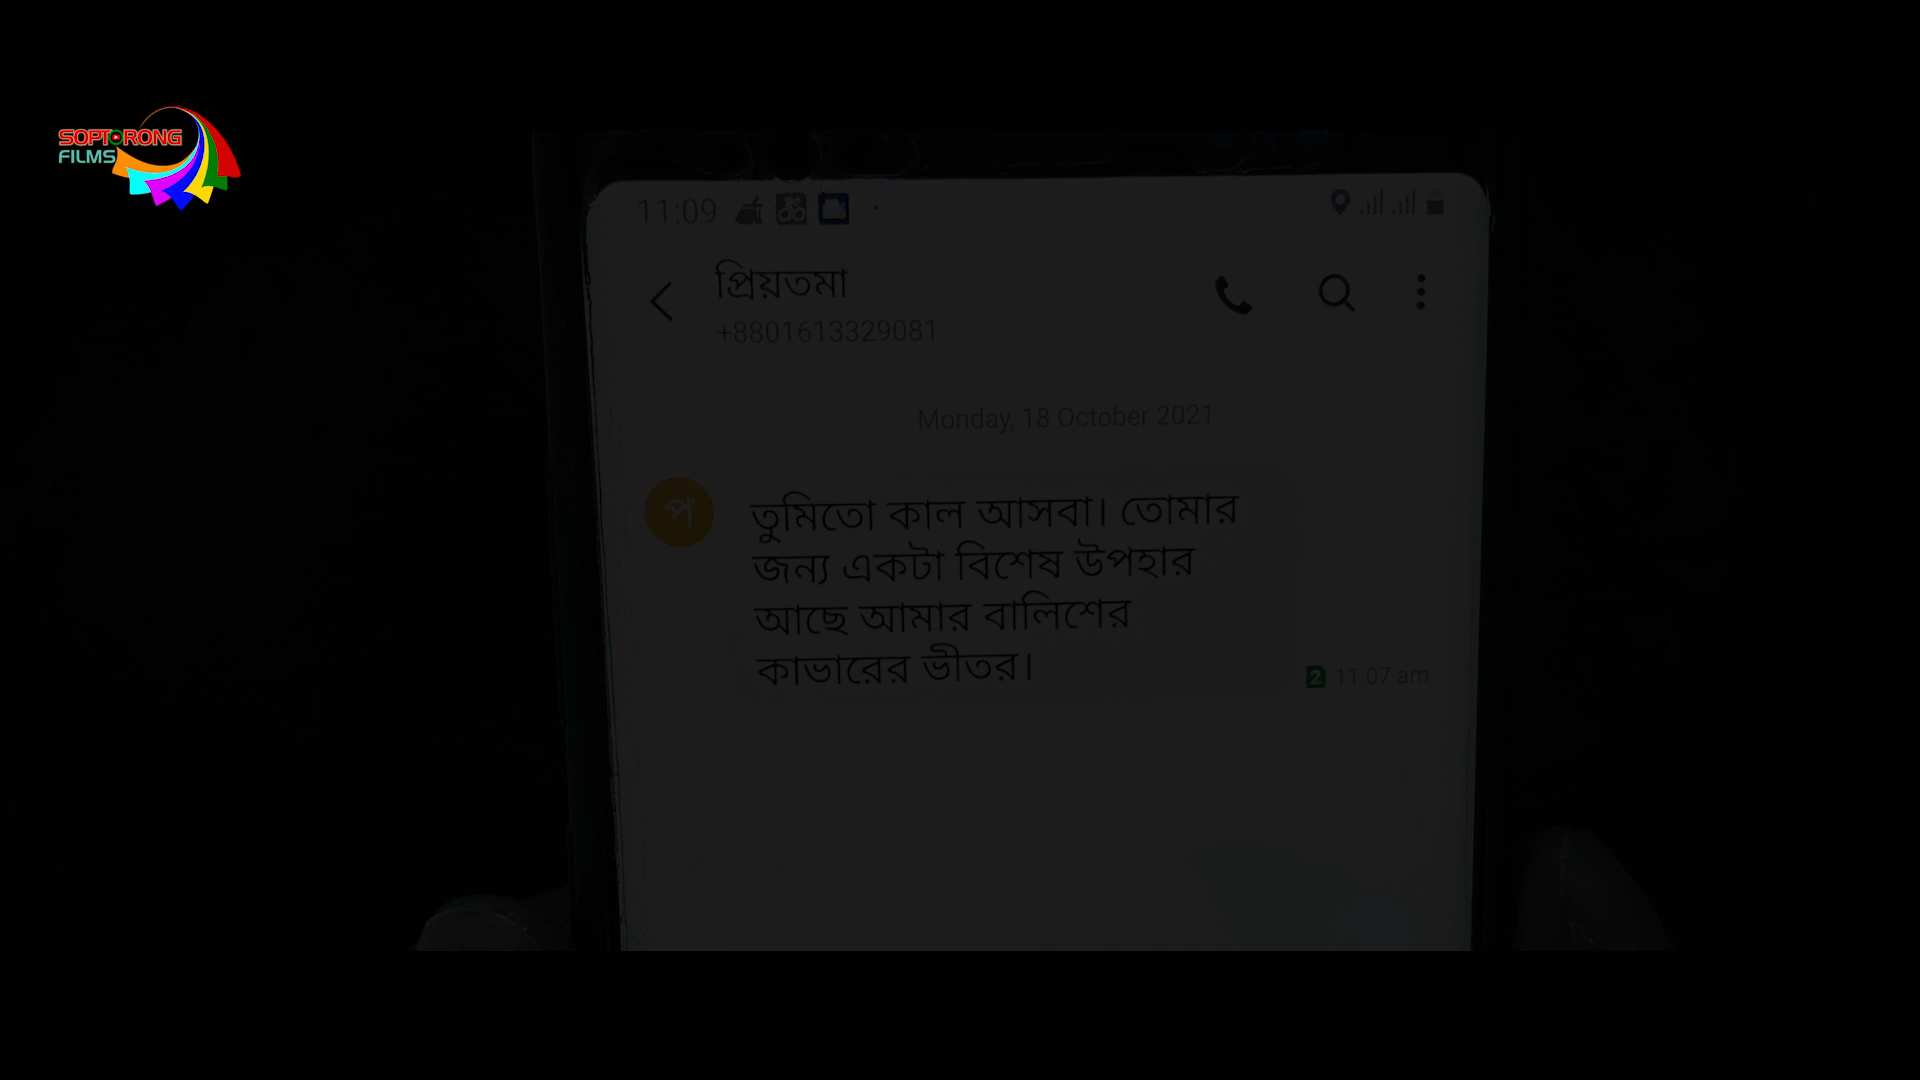 SOPTORONG
FILMS
11:09
প্রিয়তমা
+8801613329081
Monday, 18 October 2021
প
তুমিতো কাল আসবা। তোমার
জন্য একটা বিশেষ উপহার
আছে আমার বালিশের
কাভারের ভীতর।
2 11:07 am